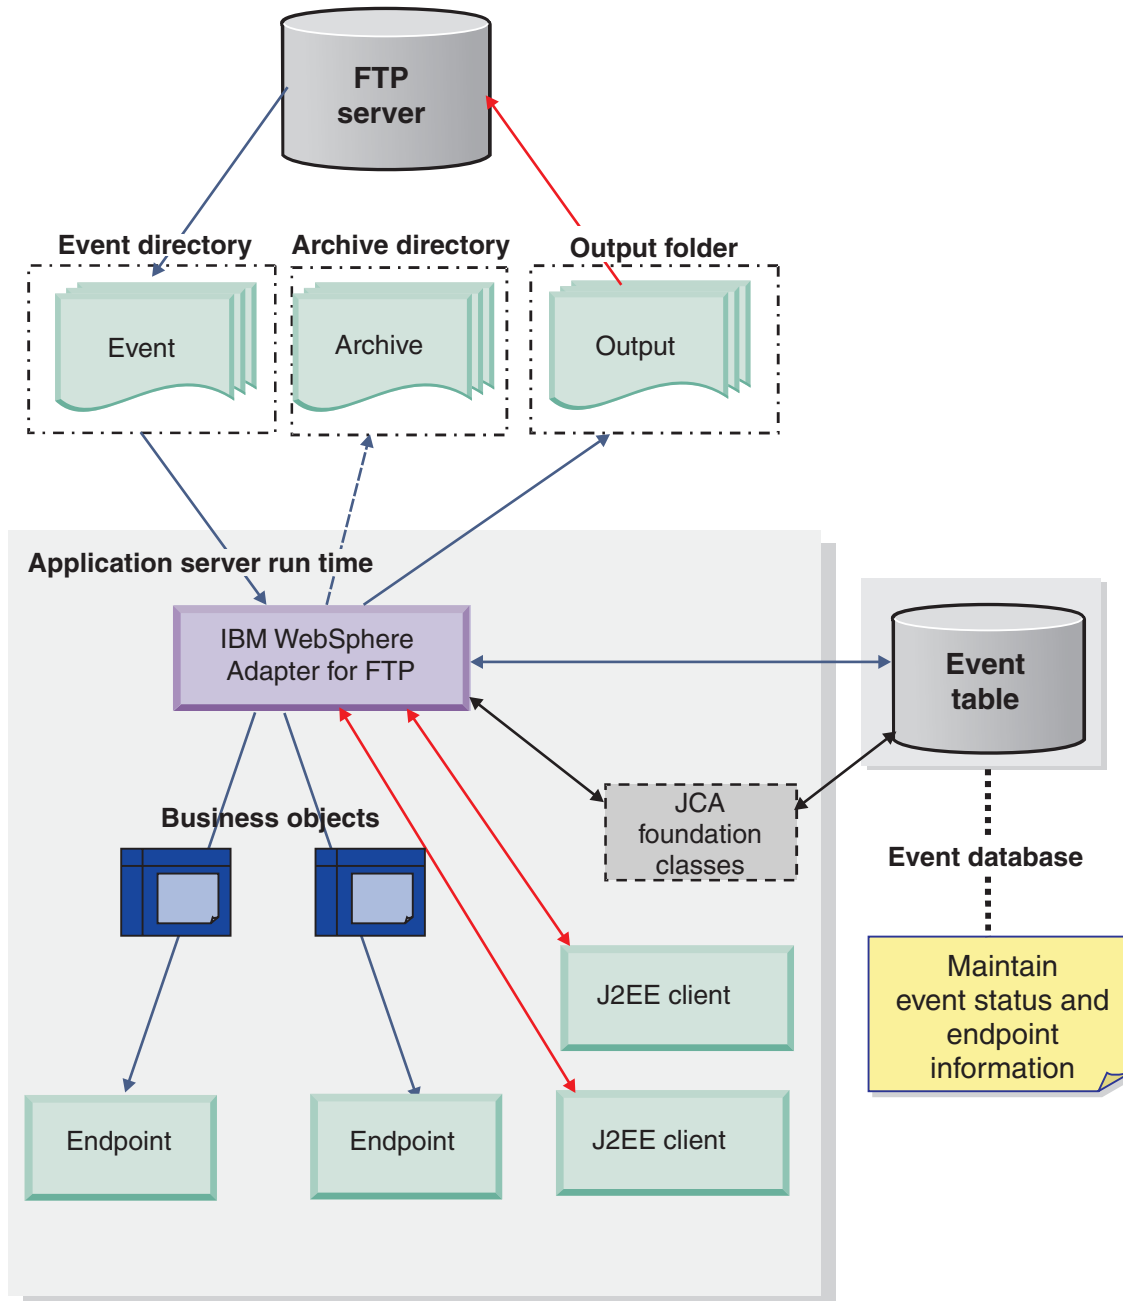 FTP
server
Event directory
Archive directory
Output folder
Event
Archive
Output
Application server run time
IBM WebSphere
Adapter for FTP
Event
table
JCA
foundation
classes
Business objects
Event database
J2EE client
Maintain
event status and
endpoint
information
Endpoint
Endpoint
J2EE client